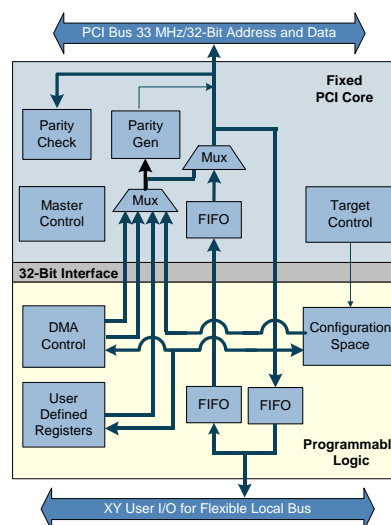 PCI Bus 33 MHz/32-Bit Address and Data
Fixed
PCI Core
Parity
Check
Parity
Gen
Mux
Master
Control
Mux
FIFO
Target
Control
32-Bit Interface
DMA
Control
Configuration
Space
User
Defined
Registers
FIFO
FIFO
Programmable
Logic
XY User I/O for Flexible Local Bus